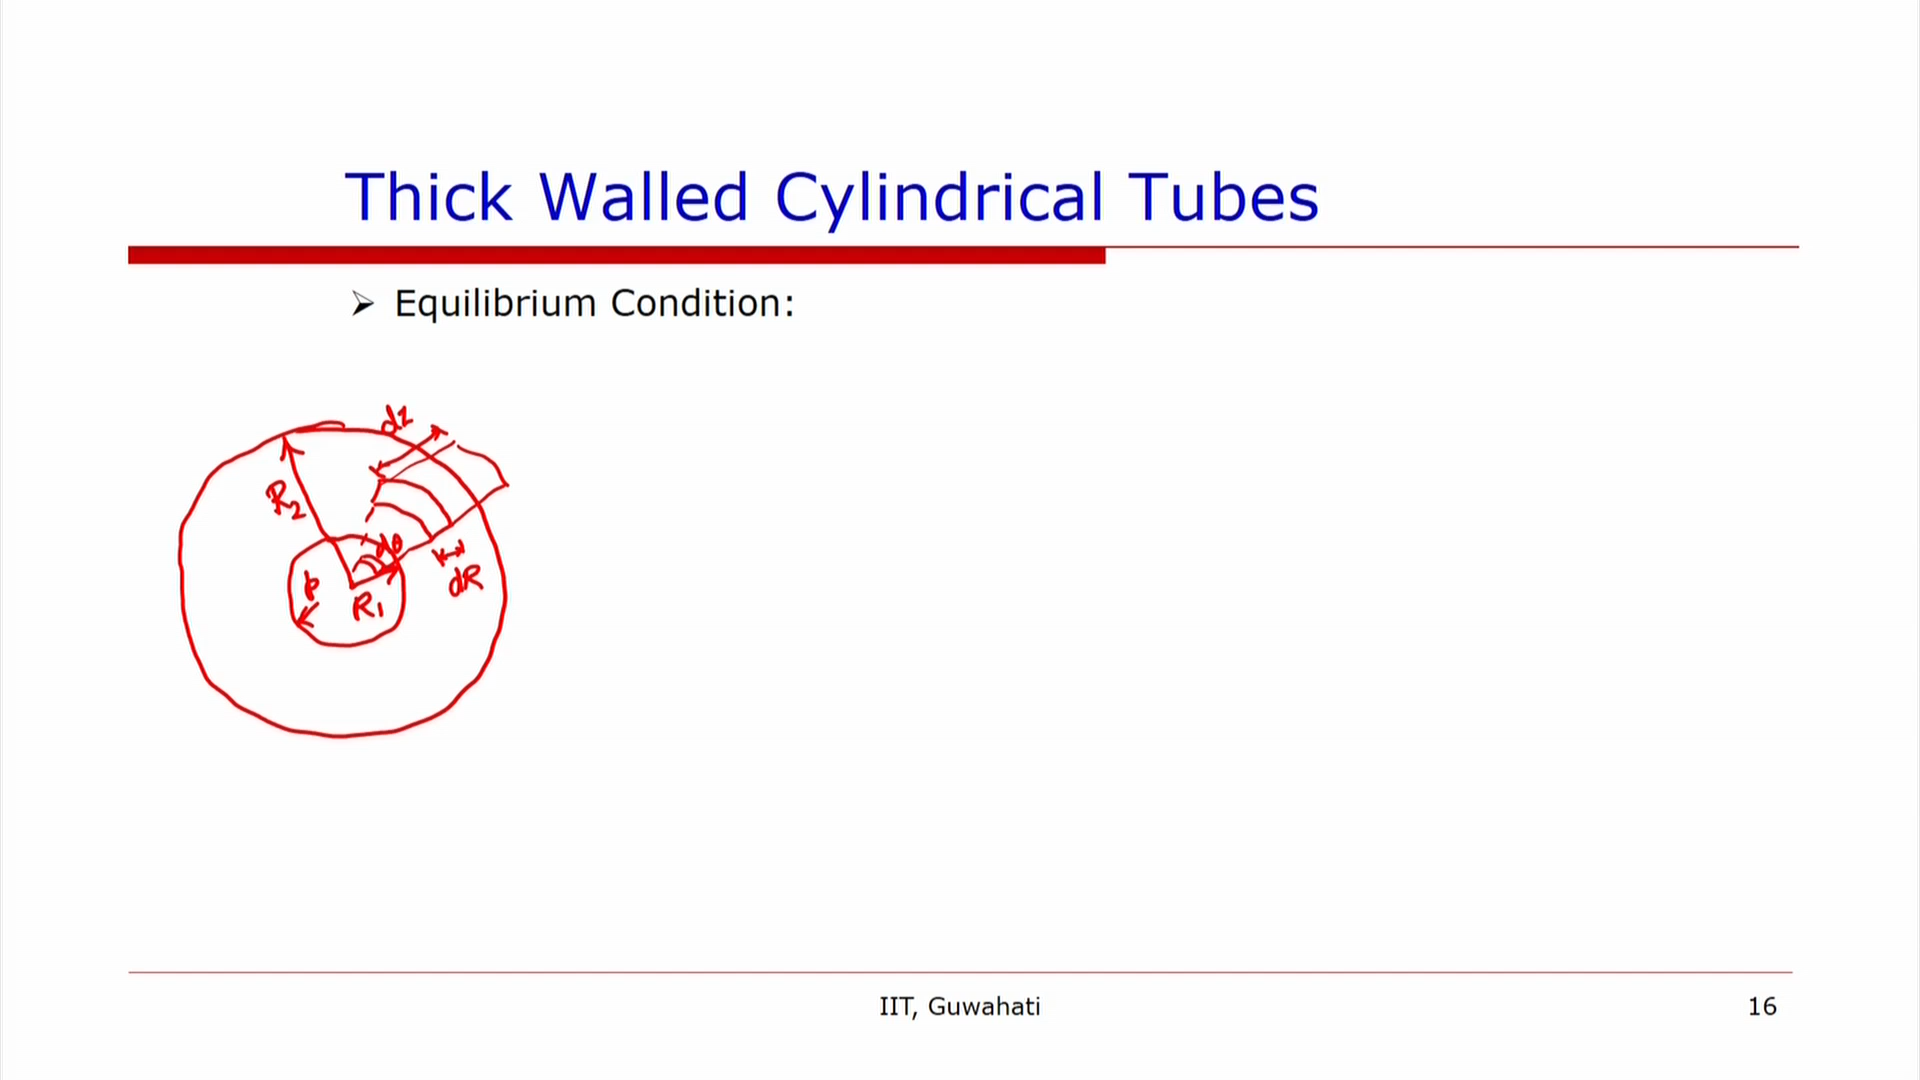 Thick Walled Cylindrical Tubes
Equilibrium Condition:
dz
R2
dθ
dR
p
R1
IIT, Guwahati
16